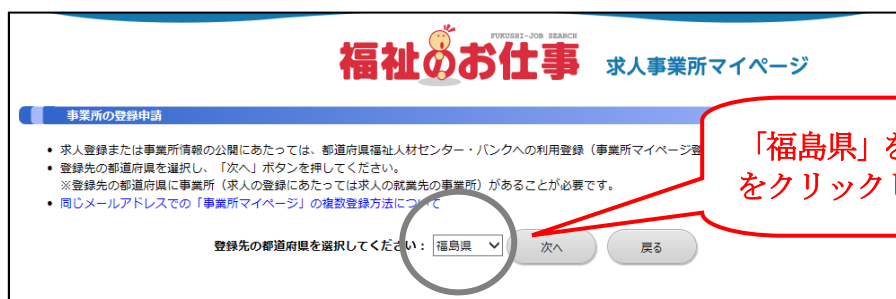 FUKUSHI-JOB SEARCH
福祉のお仕事 求人事業所マイページ
事業所の登録申請
• 求人登録または事業所情報の公開にあたっては、都道府県福祉人材センター・バンクへの利用登録（事業所マイページ登
• 登録先の都道府県を選択し、「次へ」ボタンを押してください。
※登録先の都道府県に事業所（求人の登録にあたっては求人の就業先の事業所）があることが必要です。
• 同じメールアドレスでの「事業所マイページ」の複数登録方法について
登録先の都道府県を選択してください： 福島県 次へ 戻る
「福島県」を
をクリックし